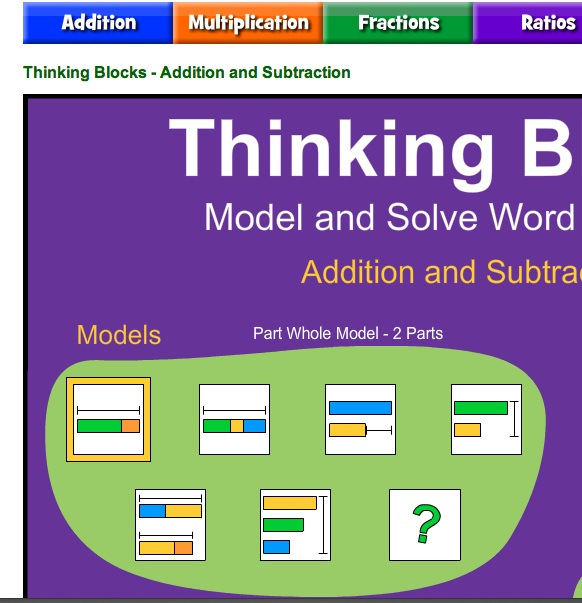 Addition Multiplication Fractions Ratios
Thinking Blocks - Addition and Subtraction
Thinking B
Model and Solve Word
Addition and Subtra
Models
Part Whole Model - 2 Parts
?